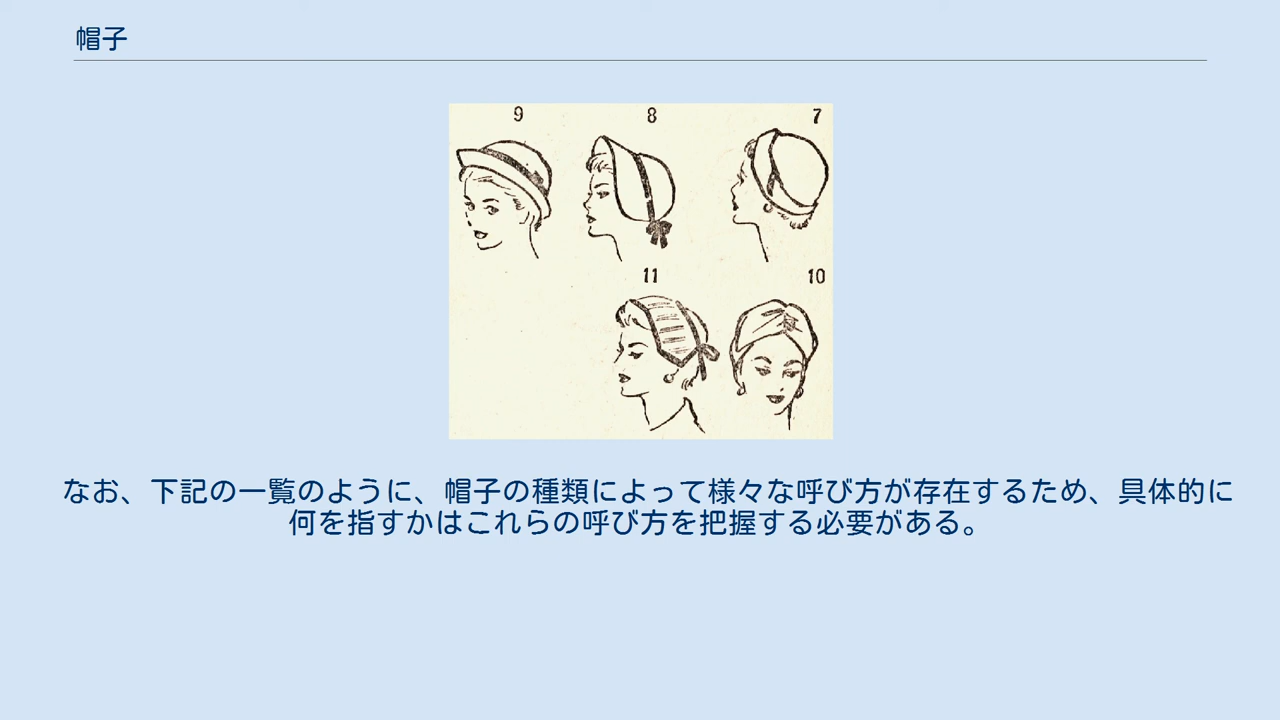 帽子
9 8 7
11 10
なお、下記の一覧のように、帽子の種類によって様々な呼び方が存在するため、具体的に
何を指すかはこれらの呼び方を把握する必要がある。